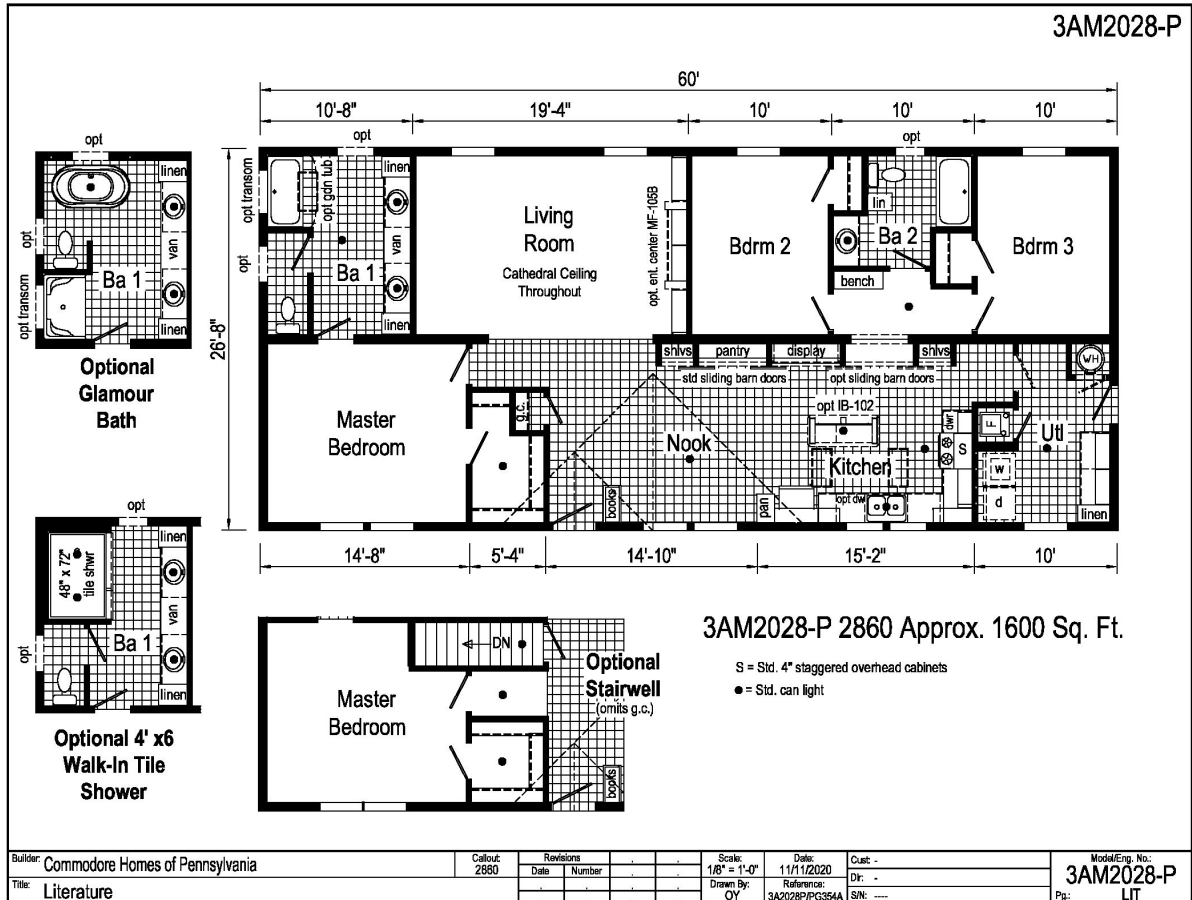 3AM2028-P
60'
10'-8"
19'-4"
10'
10'
10'
opt
opt
opt
linen
van
linen
opt transom
opt
opt transom
Ba 1
Optional
Glamour
Bath
26'-8"
opt transom
opt
opt gdn tub
linen
van
linen
Ba 1
Living
Room
Cathedral Ceiling
Throughout
opt. ent. center MF-105B
Bdrm 2
lin
Ba 2
bench
Bdrm 3
shlvs
pantry
display
shlvs
std sliding barn doors
opt sliding barn doors
WH
Master
Bedroom
g.c.
opt IB-102
Nook
Kitchen
dwr
S
F
Utl
w
d
books
pan
opt dw
linen
14'-8"
5'-4"
14'-10"
15'-2"
10'
opt
linen
48" x 72"
tile shwr
van
Ba 1
opt
linen
Optional 4' x6
Walk-In Tile
Shower
DN
Master
Bedroom
Optional
Stairwell
(omits g.c.)
books
3AM2028-P 2860 Approx. 1600 Sq. Ft.
S = Std. 4" staggered overhead cabinets
● = Std. can light
Builder: Commodore Homes of Pennsylvania
Title: Literature
Callout:
2860
Revisions
Date Number
Scale:
1/8" = 1'-0"
Drawn By:
OY
Date:
11/11/2020
Reference:
3A2028P/PG354A
Cust: -
Dir: -
S/N: ----
Model/Eng. No.:
3AM2028-P
Pg.: LIT